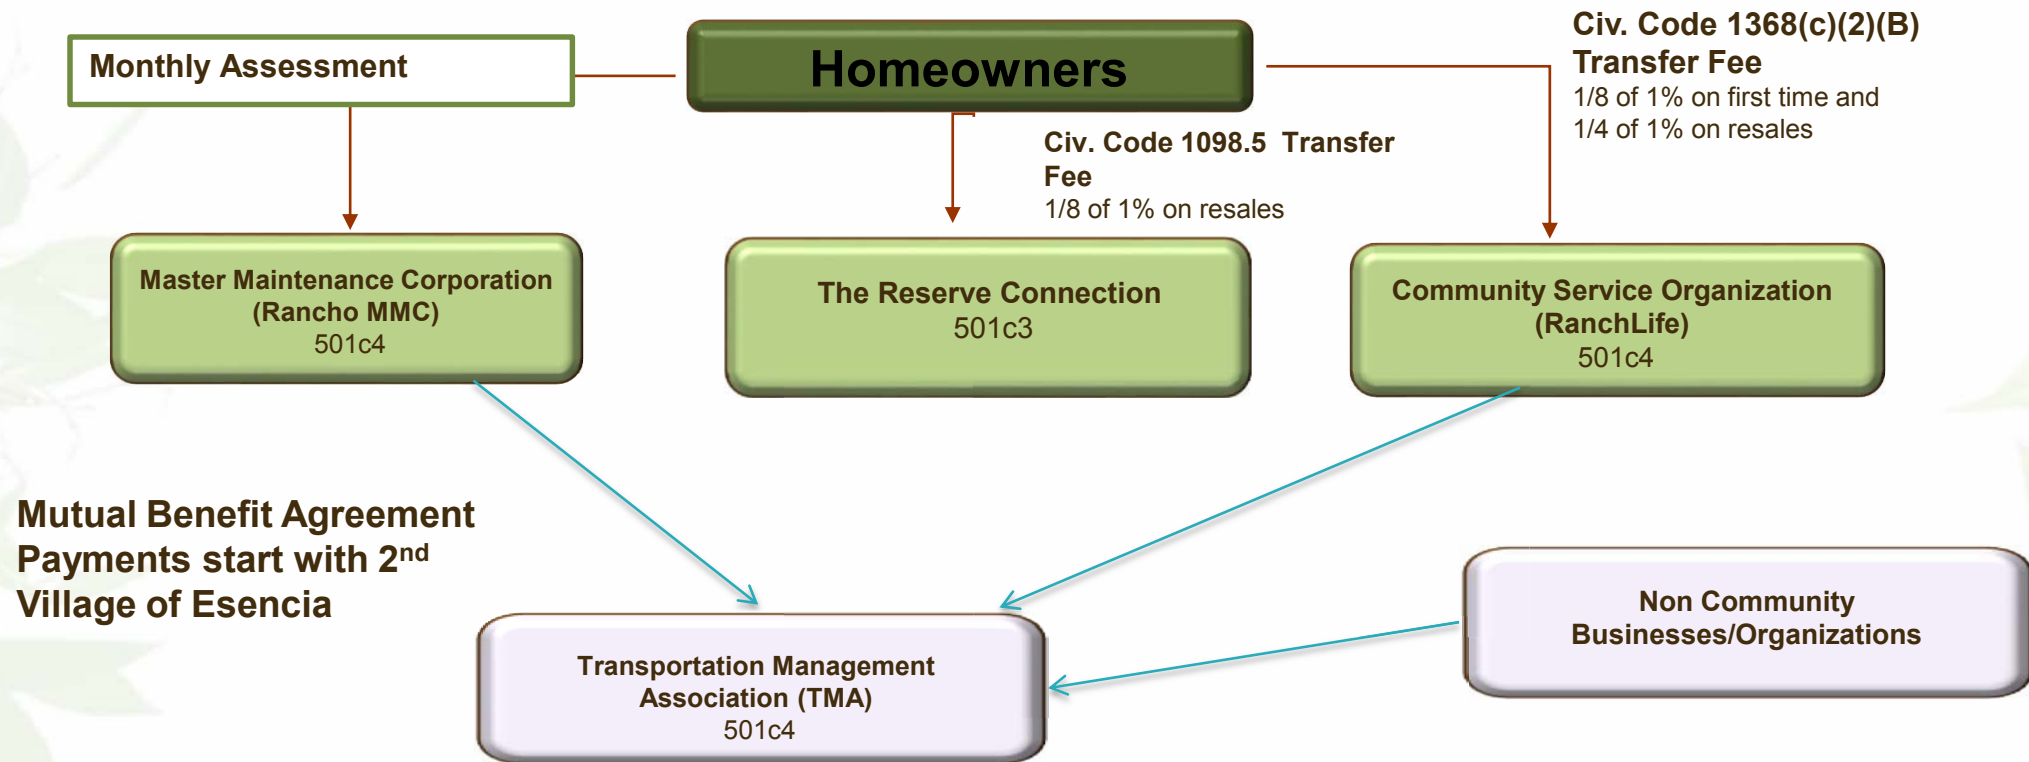 Monthly Assessment
Homeowners
Civ. Code 1368(c)(2)(B)
Transfer Fee
1/8 of 1% on first time and
1/4 of 1% on resales
Civ. Code 1098.5  Transfer
Fee
1/8 of 1% on resales
Master Maintenance Corporation
(Rancho MMC)
501c4
The Reserve Connection
501c3
Community Service Organization
(RanchLife)
501c4
Mutual Benefit Agreement
Payments start with 2nd
Village of Esencia
Transportation Management
Association (TMA)
501c4
Non Community
Businesses/Organizations